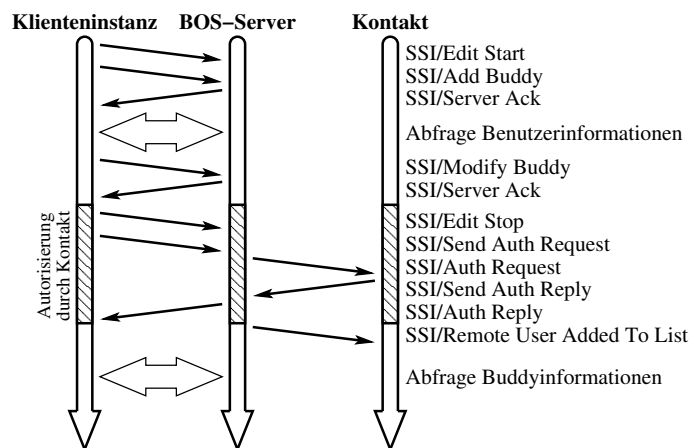 Klienteninstanz BOS–Server Kontakt
SSI/Edit Start
SSI/Add Buddy
SSI/Server Ack
Abfrage Benutzerinformationen
SSI/Modify Buddy
SSI/Server Ack
Autorisierung
durch Kontakt
SSI/Edit Stop
SSI/Send Auth Request
SSI/Auth Request
SSI/Send Auth Reply
SSI/Auth Reply
SSI/Remote User Added To List
Abfrage Buddyinformationen